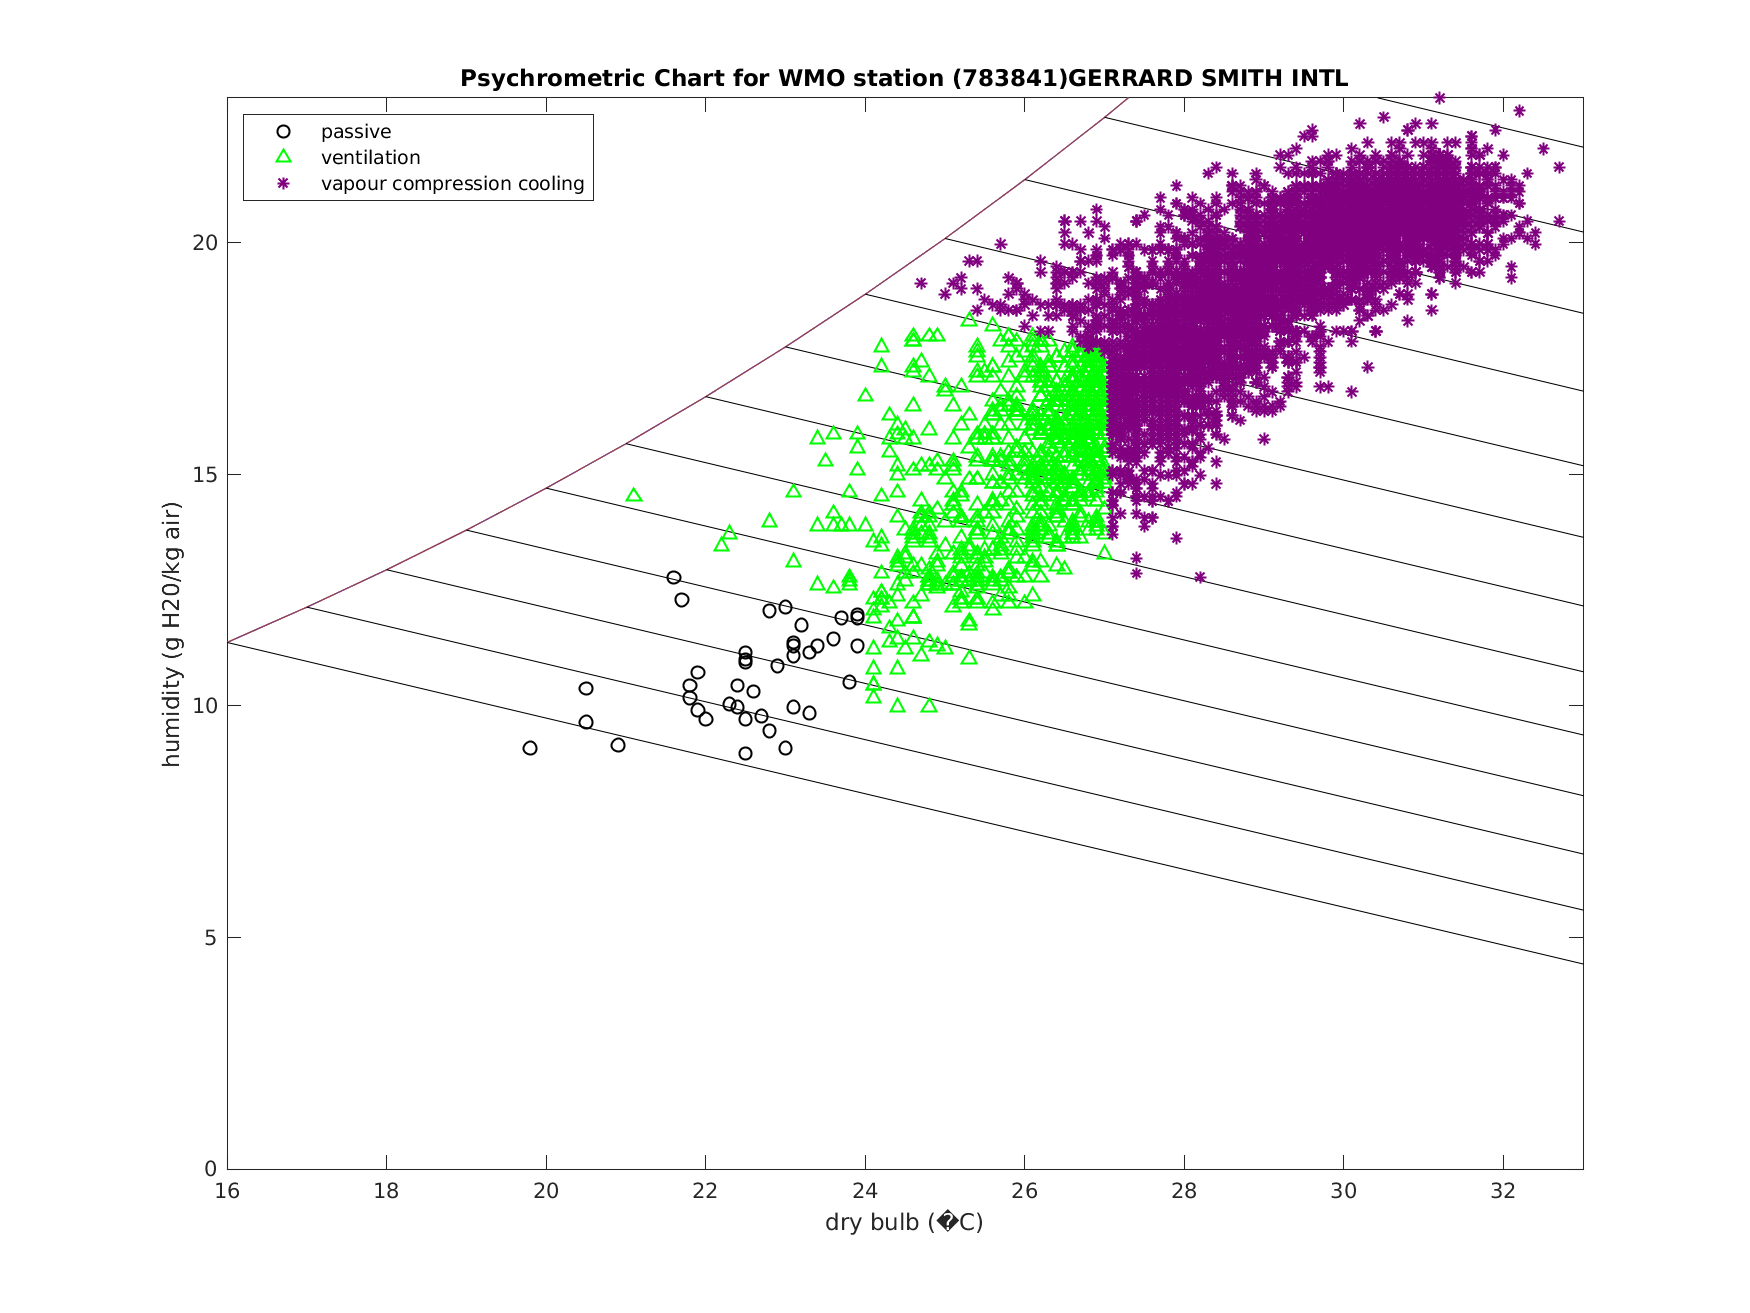 Psychrometric Chart for WMO station (783841)GERRARD SMITH INTL
passive
ventilation
vapour compression cooling
humidity (g H20/kg air)
20
15
10
5
0
16 18 20 22 24 26 28 30 32
dry bulb (�C)